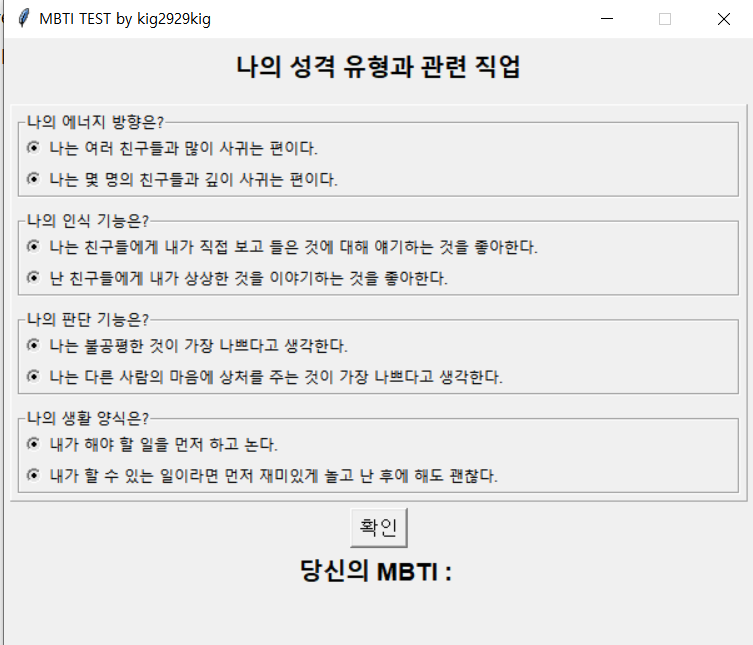 MBTI TEST by kig2929kig
나의 성격 유형과 관련 직업
나의 에너지 방향은?
나는 여러 친구들과 많이 사귀는 편이다.
나는 몇 명의 친구들과 깊이 사귀는 편이다.
나의 인식 기능은?
나는 친구들에게 내가 직접 보고 들은 것에 대해 얘기하는 것을 좋아한다.
난 친구들에게 내가 상상한 것을 이야기하는 것을 좋아한다.
나의 판단 기능은?
나는 불공평한 것이 가장 나쁘다고 생각한다.
나는 다른 사람의 마음에 상처를 주는 것이 가장 나쁘다고 생각한다.
나의 생활 양식은?
내가 해야 할 일을 먼저 하고 논다.
내가 할 수 있는 일이라면 먼저 재미있게 놀고 난 후에 해도 괜찮다.
확인
당신의 MBTI :